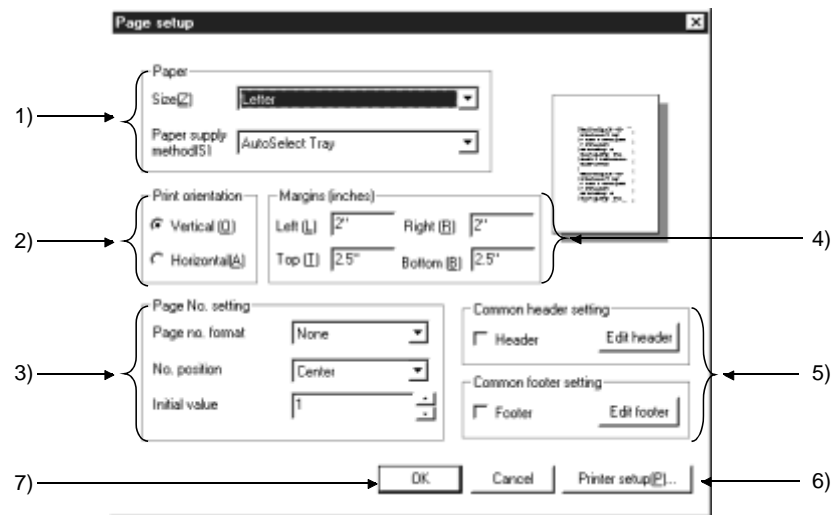 Page setup
Paper
1)
Size(Z) Letter
Paper supply
method(S) AutoSelect Tray
Print orientation
Margins (inches)
2)
Vertical (O)
Left (L) 2" Right (R) 2"
4)
Horizontal(A)
Top (T) 2.5" Bottom (B) 2.5"
Page No. setting
Page no. format None
3)
No. position Center
Initial value 1
Common header setting
Header Edit header
5)
Common footer setting
Footer Edit footer
7)
OK Cancel Printer setup(P)...
6)